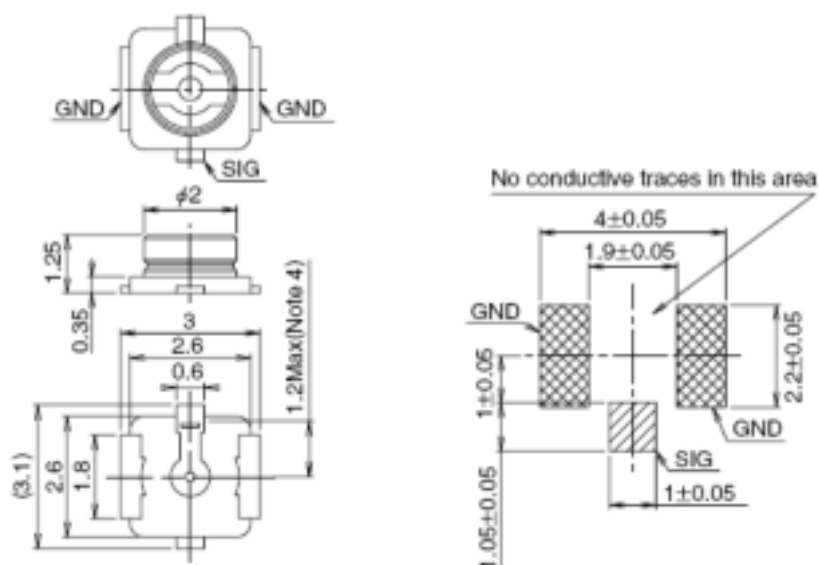 GND
GND
SIG
ϕ2
1.25
0.35
3
2.6
0.6
1.2Max(Note 4)
(3.1)
2.6
1.8
No conductive traces in this area
4±0.05
1.9±0.05
GND
1±0.05
2.2±0.05
GND
SIG
1±0.05
1.05±0.05